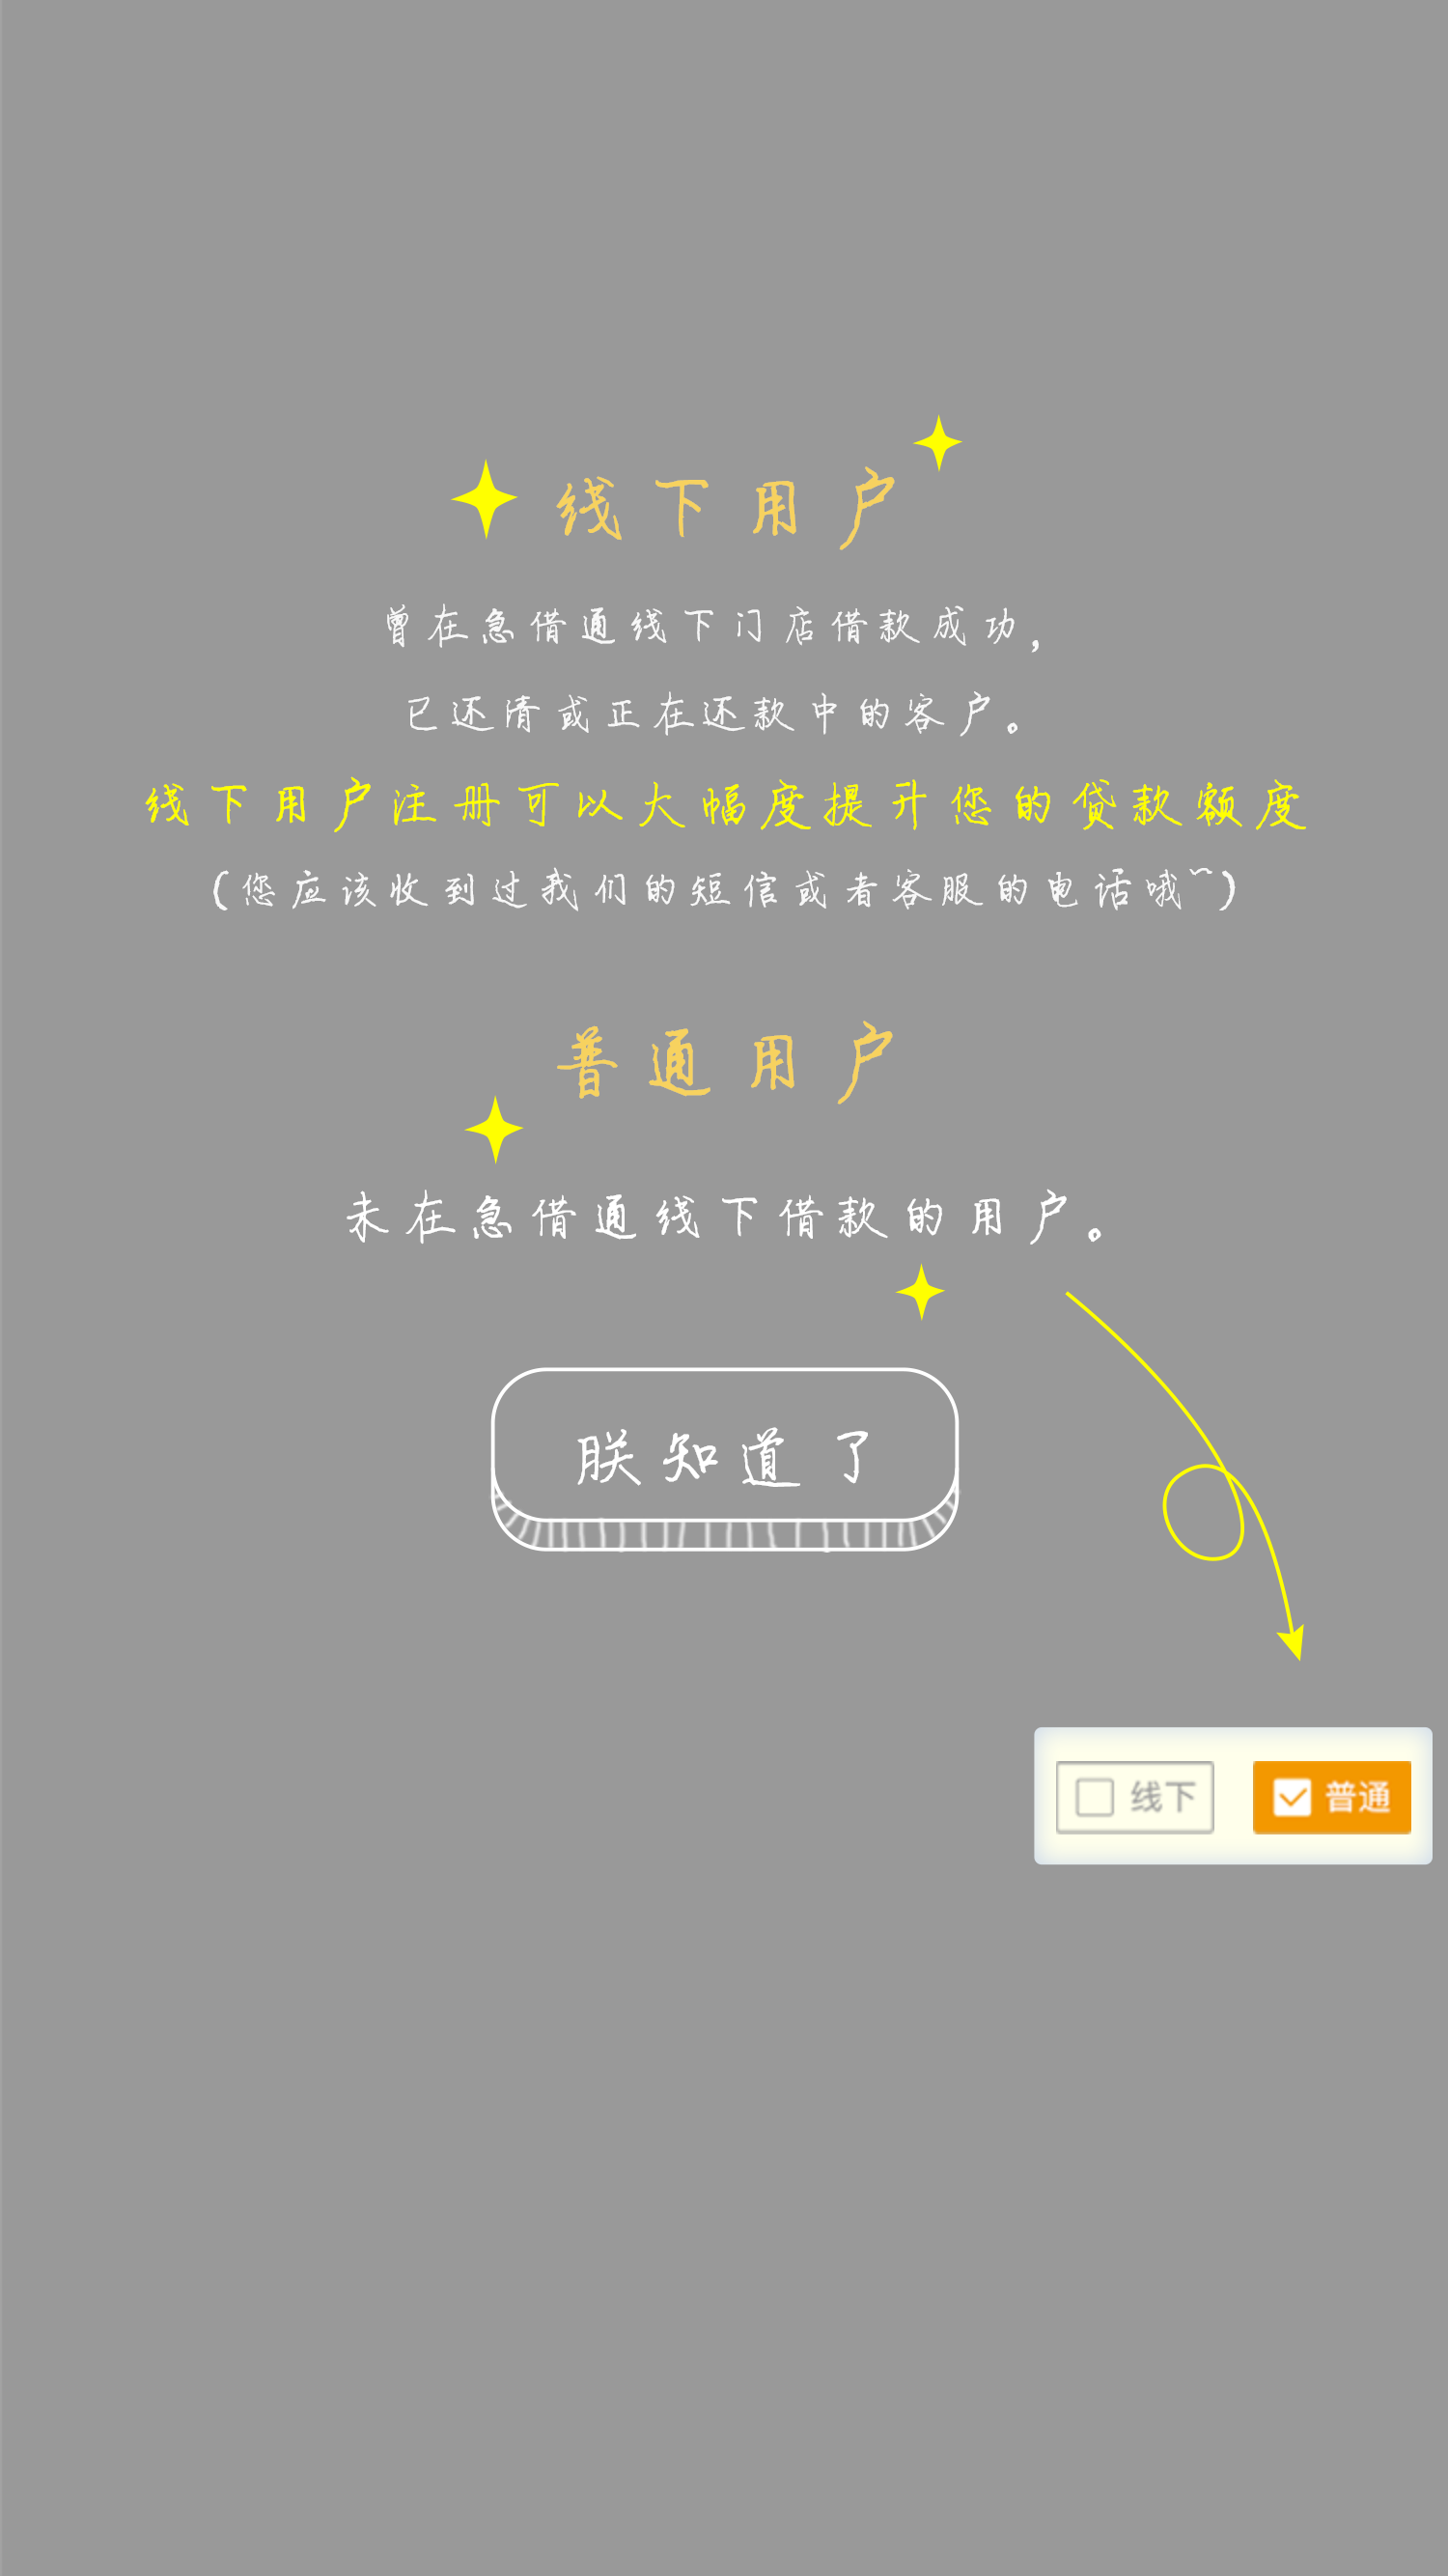 线下用户
曾在急借通线下门店借款成功,
已还清或正在还款中的客户。
线下用户注册可以大幅度提升您的贷款额度
(您应该收到过我们的短信或者客服的电话哦~)
普通用户
未在急借通线下借款的用户。
朕知道了
线下 普通